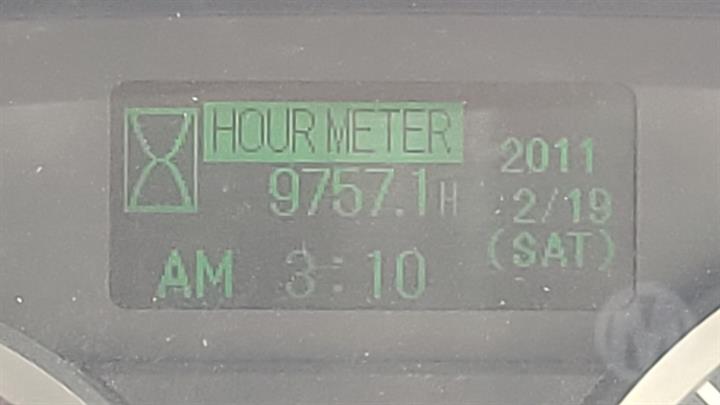 HOUR METER
9757.1H
AM 3:10
2011
2/19
(SAT)